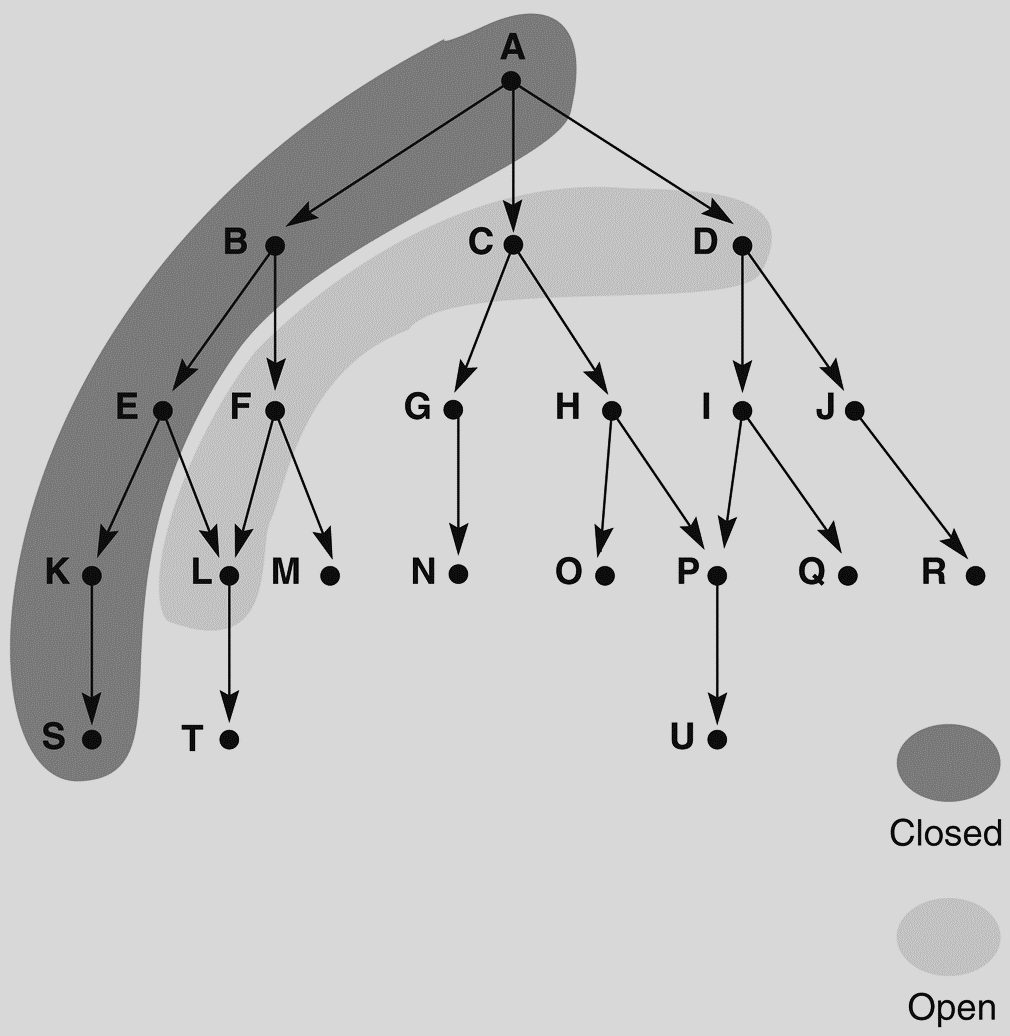 A
B C D
E F G H I J
K L M N O P Q R
S T U
Closed
Open